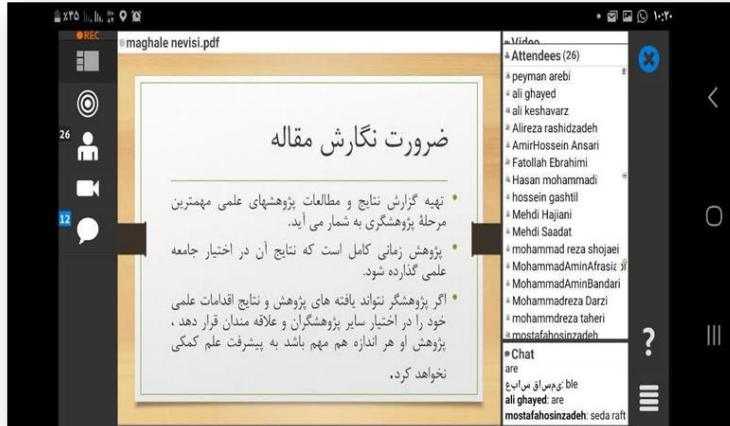 ٪۳۵
۱۰:۲۰
REC
maghale nevisi.pdf
Video
Attendees (26)
26
12
ضرورت نگارش مقاله
تهیه گزارش نتایج و مطالعات پژوهشهای علمی مهمترین
مرحلهٔ پژوهشگری به شمار می آید.
پژوهش زمانی کامل است که نتایج آن در اختیار جامعه
علمی گذارده شود.
اگر پژوهشگر نتواند یافته های پژوهش و نتایج اقدامات علمی
خود را در اختیار سایر پژوهشگران و علاقه مندان قرار دهد ،
پژوهش او هر اندازه هم مهم باشد به پیشرفت علم کمکی
نخواهد کرد.
peyman arebi
ali ghayed
ali keshavarz
Alireza rashidzadeh
AmirHossein Ansari
Fatollah Ebrahimi
Hasan mohammadi
hossein gashtil
Mehdi Hajiani
Mehdi Saadat
mohammad reza shojaei
MohammadAminAfrasia
MohammadAminBandari
Mohammadreza Darzi
mohammdreza taheri
mostafahosinzadeh
Chat
are
ble
ali ghayed: are
mostafahosinzadeh: seda raft
?